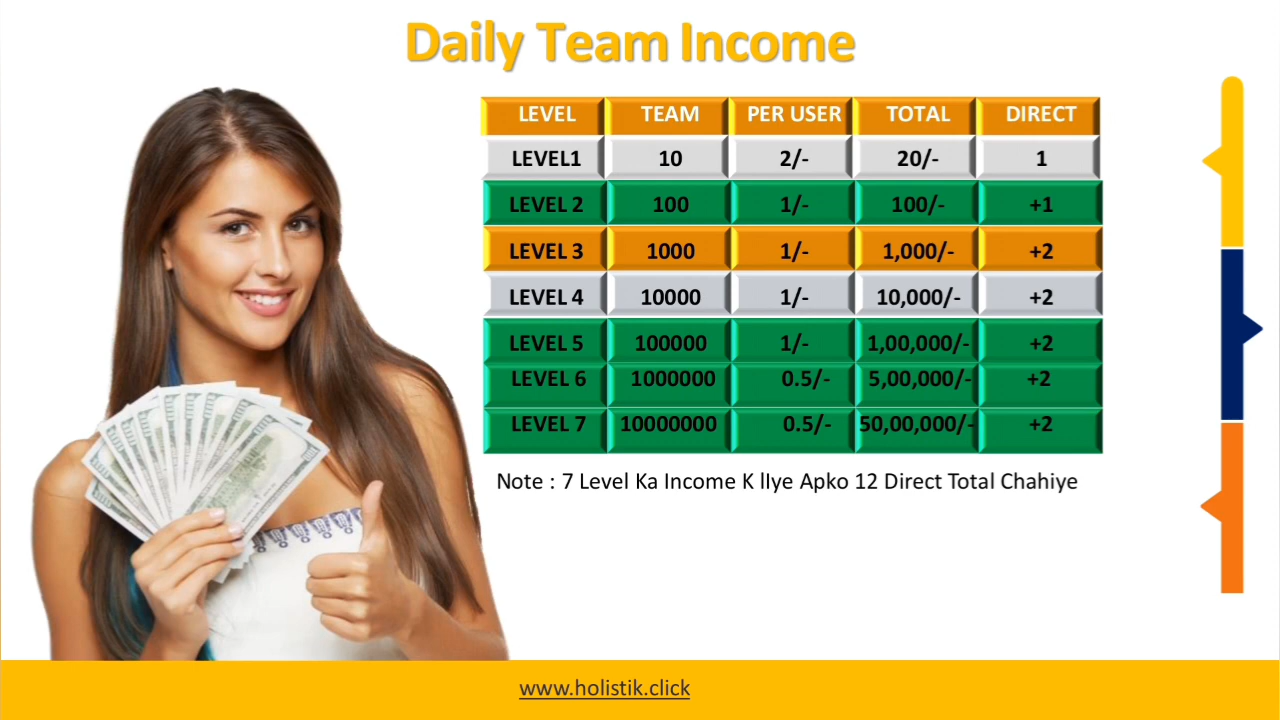 Daily Team Income
LEVEL TEAM PER USER TOTAL DIRECT
LEVEL1 10 2/- 20/- 1
LEVEL 2 100 1/- 100/- +1
LEVEL 3 1000 1/- 1,000/- +2
LEVEL 4 10000 1/- 10,000/- +2
LEVEL 5 100000 1/- 1,00,000/- +2
LEVEL 6 1000000 0.5/- 5,00,000/- +2
LEVEL 7 10000000 0.5/- 50,00,000/- +2
Note : 7 Level Ka Income K lIye Apko 12 Direct Total Chahiye
www.holistik.click